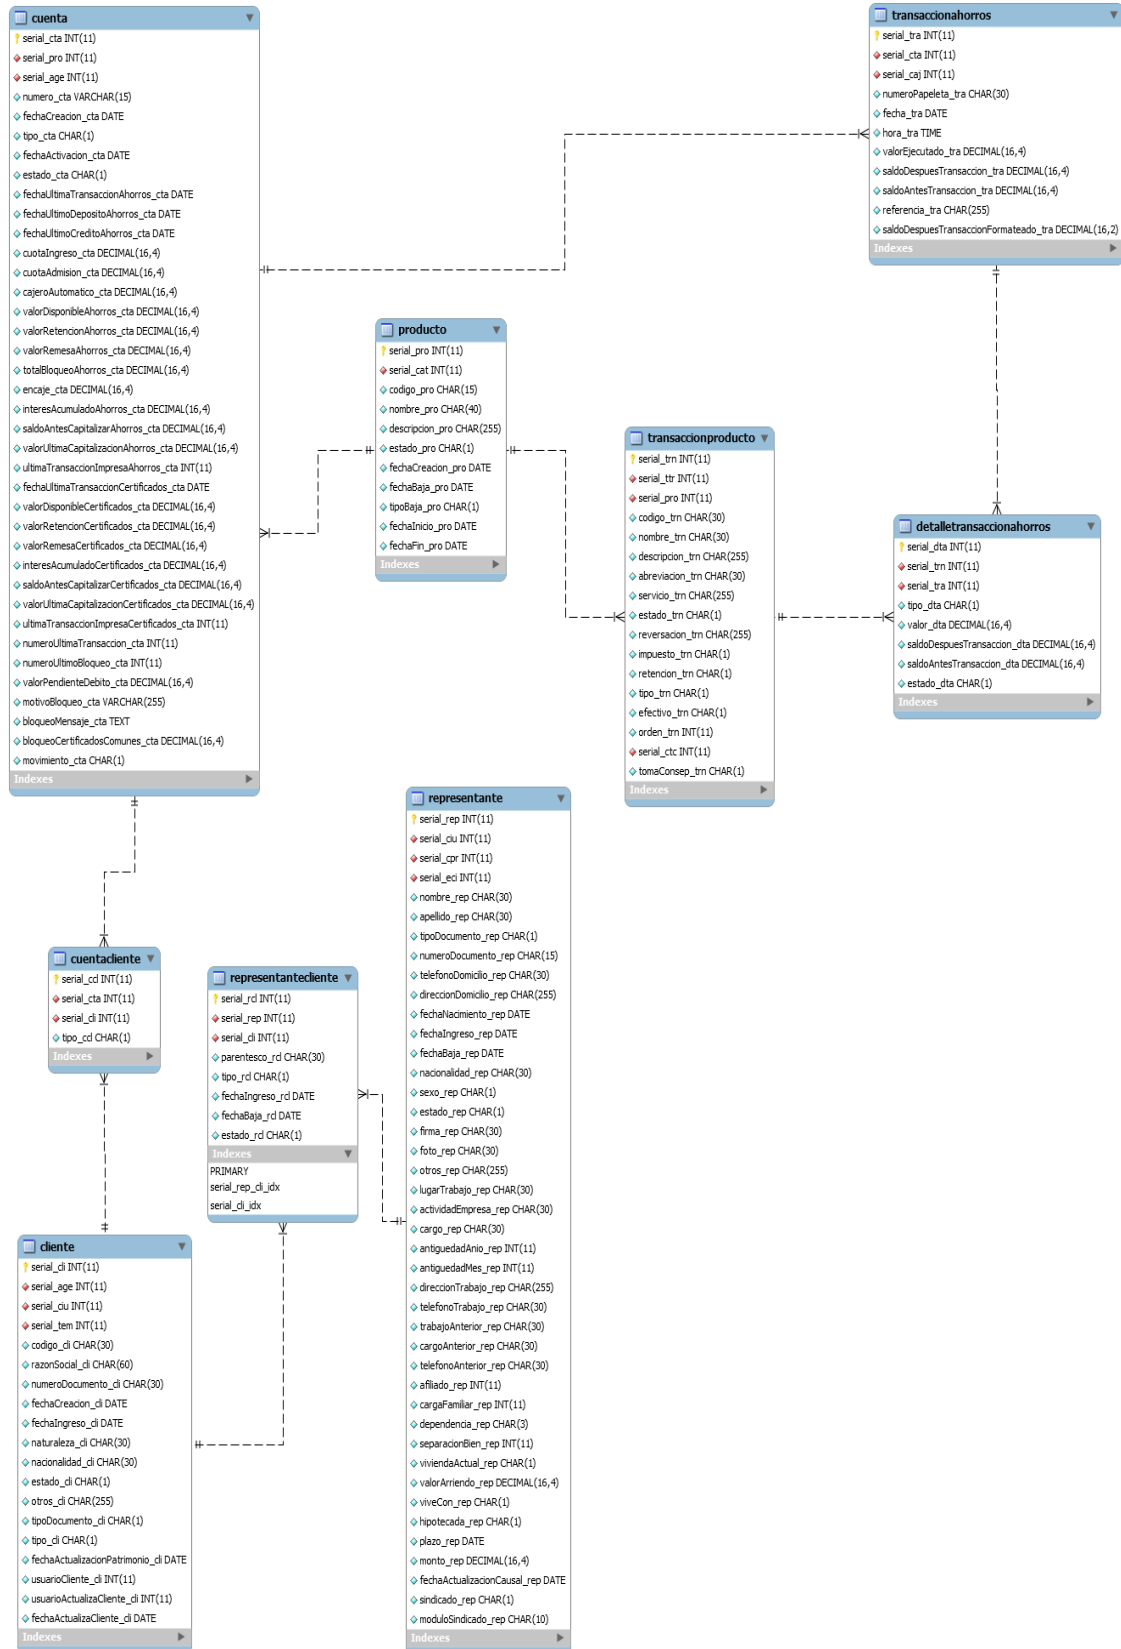 cuenta
serial_cta INT(11)
serial_pro INT(11)
serial_age INT(11)
numero_cta VARCHAR(15)
fechaCreacion_cta DATE
tipo_cta CHAR(1)
fechaActivacion_cta DATE
estado_cta CHAR(1)
fechaUltimaTransaccionAhorros_cta DATE
fechaUltimoDepositoAhorros_cta DATE
fechaUltimoCreditoAhorros_cta DATE
cuotaIngreso_cta DECIMAL(16,4)
cuotaAdmision_cta DECIMAL(16,4)
cajeroAutomatico_cta DECIMAL(16,4)
valorDisponibleAhorros_cta DECIMAL(16,4)
valorRetencionAhorros_cta DECIMAL(16,4)
valorRemesaAhorros_cta DECIMAL(16,4)
totalBloqueoAhorros_cta DECIMAL(16,4)
encaje_cta DECIMAL(16,4)
interesAcumuladoAhorros_cta DECIMAL(16,4)
saldoAntesCapitalizarAhorros_cta DECIMAL(16,4)
valorUltimaCapitalizacionAhorros_cta DECIMAL(16,4)
ultimaTransaccionImpresaAhorros_cta INT(11)
fechaUltimaTransaccionCertificados_cta DATE
valorDisponibleCertificados_cta DECIMAL(16,4)
valorRetencionCertificados_cta DECIMAL(16,4)
valorRemesaCertificados_cta DECIMAL(16,4)
interesAcumuladoCertificados_cta DECIMAL(16,4)
saldoAntesCapitalizarCertificados_cta DECIMAL(16,4)
valorUltimaCapitalizacionCertificados_cta DECIMAL(16,4)
ultimaTransaccionImpresaCertificados_cta INT(11)
numeroUltimaTransaccion_cta INT(11)
numeroUltimoBloqueo_cta INT(11)
valorPendienteDebito_cta DECIMAL(16,4)
motivoBloqueo_cta VARCHAR(255)
bloqueoMensaje_cta TEXT
bloqueoCertificadosComunes_cta DECIMAL(16,4)
movimiento_cta CHAR(1)
Indexes
transaccionahorros
serial_tra INT(11)
serial_cta INT(11)
serial_caj INT(11)
numeroPapeleta_tra CHAR(30)
fecha_tra DATE
hora_tra TIME
valorEjecutado_tra DECIMAL(16,4)
saldoDespuesTransaccion_tra DECIMAL(16,4)
saldoAntesTransaccion_tra DECIMAL(16,4)
referencia_tra CHAR(255)
saldoDespuesTransaccionFormateado_tra DECIMAL(16,2)
Indexes
producto
serial_pro INT(11)
serial_cat INT(11)
codigo_pro CHAR(15)
nombre_pro CHAR(40)
descripcion_pro CHAR(255)
estado_pro CHAR(1)
fechaCreacion_pro DATE
fechaBaja_pro DATE
tipoBaja_pro CHAR(1)
fechaInicio_pro DATE
fechaFin_pro DATE
Indexes
transaccionproducto
serial_trn INT(11)
serial_ttr INT(11)
serial_pro INT(11)
codigo_trn CHAR(30)
nombre_trn CHAR(30)
descripcion_trn CHAR(255)
abreviacion_trn CHAR(30)
servicio_trn CHAR(255)
estado_trn CHAR(1)
reversacion_trn CHAR(255)
impuesto_trn CHAR(1)
retencion_trn CHAR(1)
tipo_trn CHAR(1)
efectivo_trn CHAR(1)
orden_trn INT(11)
serial_ctc INT(11)
tomaConsep_trn CHAR(1)
Indexes
detalletransaccionahorros
serial_dta INT(11)
serial_trn INT(11)
serial_tra INT(11)
tipo_dta CHAR(1)
valor_dta DECIMAL(16,4)
saldoDespuesTransaccion_dta DECIMAL(16,4)
saldoAntesTransaccion_dta DECIMAL(16,4)
estado_dta CHAR(1)
Indexes
cuentacliente
serial_ccl INT(11)
serial_cta INT(11)
serial_cli INT(11)
tipo_ccl CHAR(1)
Indexes
representantecliente
serial_rcl INT(11)
serial_rep INT(11)
serial_cli INT(11)
parentesco_rcl CHAR(30)
tipo_rcl CHAR(1)
fechaIngreso_rcl DATE
fechaBaja_rcl DATE
estado_rcl CHAR(1)
Indexes
PRIMARY
serial_rep_cli_idx
serial_cli_idx
representante
serial_rep INT(11)
serial_ciu INT(11)
serial_cpr INT(11)
serial_eci INT(11)
nombre_rep CHAR(30)
apellido_rep CHAR(30)
tipoDocumento_rep CHAR(1)
numeroDocumento_rep CHAR(15)
telefonoDomicilio_rep CHAR(30)
direccionDomicilio_rep CHAR(255)
fechaNacimiento_rep DATE
fechaIngreso_rep DATE
fechaBaja_rep DATE
nacionalidad_rep CHAR(30)
sexo_rep CHAR(1)
estado_rep CHAR(1)
firma_rep CHAR(30)
foto_rep CHAR(30)
otros_rep CHAR(255)
lugarTrabajo_rep CHAR(30)
actividadEmpresa_rep CHAR(30)
cargo_rep CHAR(30)
antiguedadAnio_rep INT(11)
antiguedadMes_rep INT(11)
direccionTrabajo_rep CHAR(255)
telefonoTrabajo_rep CHAR(30)
trabajoAnterior_rep CHAR(30)
cargoAnterior_rep CHAR(30)
telefonoAnterior_rep CHAR(30)
afiliado_rep INT(11)
cargaFamiliar_rep INT(11)
dependencia_rep CHAR(3)
separacionBien_rep INT(11)
viviendaActual_rep CHAR(1)
valorArriendo_rep DECIMAL(16,4)
viveCon_rep CHAR(1)
hipotecada_rep CHAR(1)
plazo_rep DATE
monto_rep DECIMAL(16,4)
fechaActualizacionCausal_rep DATE
sindicado_rep CHAR(1)
moduloSindicado_rep CHAR(10)
Indexes
cliente
serial_cli INT(11)
serial_age INT(11)
serial_ciu INT(11)
serial_tem INT(11)
codigo_cli CHAR(30)
razonSocial_cli CHAR(60)
numeroDocumento_cli CHAR(30)
fechaCreacion_cli DATE
fechaIngreso_cli DATE
naturaleza_cli CHAR(30)
nacionalidad_cli CHAR(30)
estado_cli CHAR(1)
otros_cli CHAR(255)
tipoDocumento_cli CHAR(1)
tipo_cli CHAR(1)
fechaActualizacionPatrimonio_cli DATE
usuarioCliente_cli INT(11)
usuarioActualizaCliente_cli INT(11)
fechaActualizaCliente_cli DATE
Indexes